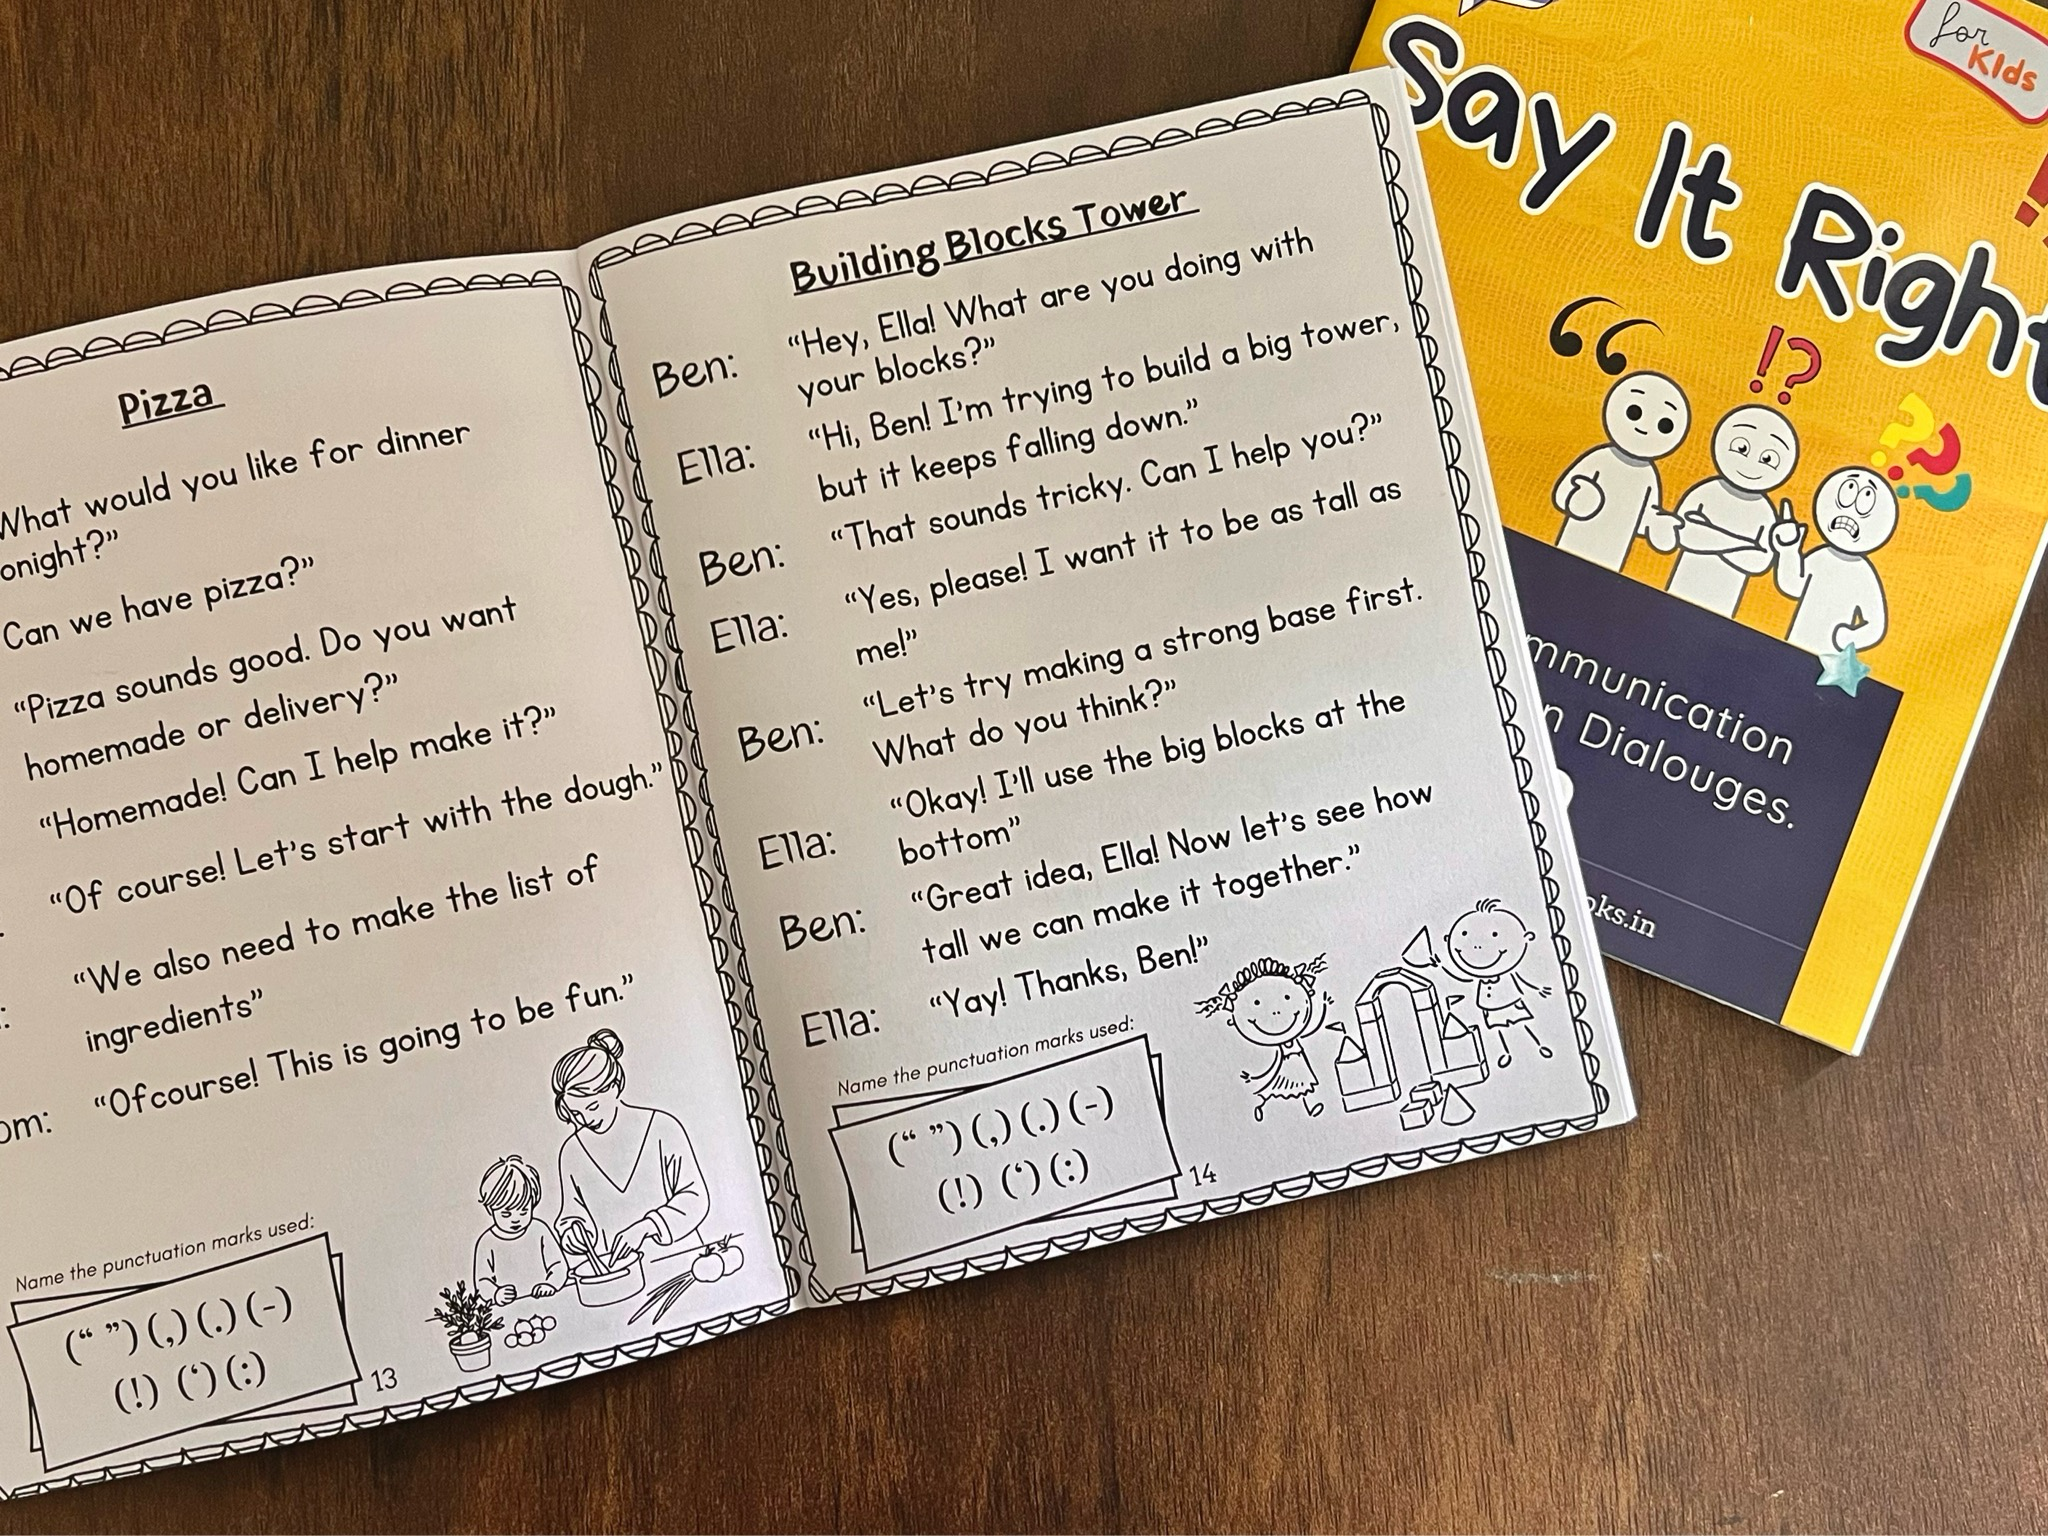 Pizza
What would you like for dinner
onight?”
Can we have pizza?”
“Pizza sounds good. Do you want
homemade or delivery?”
“Homemade! Can I help make it?”
“Of course! Let's start with the dough.”
“We also need to make the list of
ingredients”
om: “Ofcourse! This is going to be fun.”
Name the punctuation marks used:
(“ ”) (,) (.) (-)
(!) (‘) (:)
13
Building Blocks Tower
Ben: “Hey, Ella! What are you doing with
your blocks?”
Ella: “Hi, Ben! I'm trying to build a big tower,
but it keeps falling down.”
Ben: “That sounds tricky. Can I help you?”
Ella: “Yes, please! I want it to be as tall as
me!”
Ben: “Let's try making a strong base first.
What do you think?”
Ella: “Okay! I'll use the big blocks at the
bottom”
Ben: “Great idea, Ella! Now let's see how
tall we can make it together.”
Ella: “Yay! Thanks, Ben!”
Name the punctuation marks used:
(“ ”) (,) (.) (-)
(!) (‘) (:)
14
for
KIds
Say It Right
“ !? ???
mmunication
n Dialouges.
oks.in